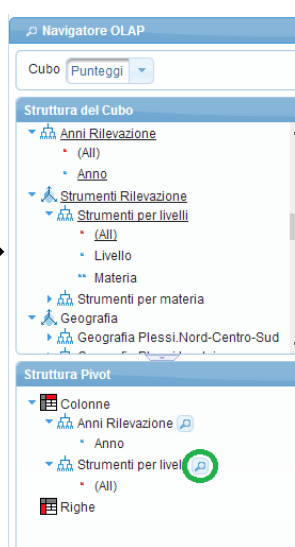 Navigatore OLAP
Cubo Punteggi
Struttura del Cubo
Anni Rilevazione
(All)
Anno
Strumenti Rilevazione
Strumenti per livelli
(All)
Livello
Materia
Strumenti per materia
Geografia
Geografia Plessi.Nord-Centro-Sud
Struttura Pivot
Colonne
Anni Rilevazione
Anno
Strumenti per livel
(All)
Righe